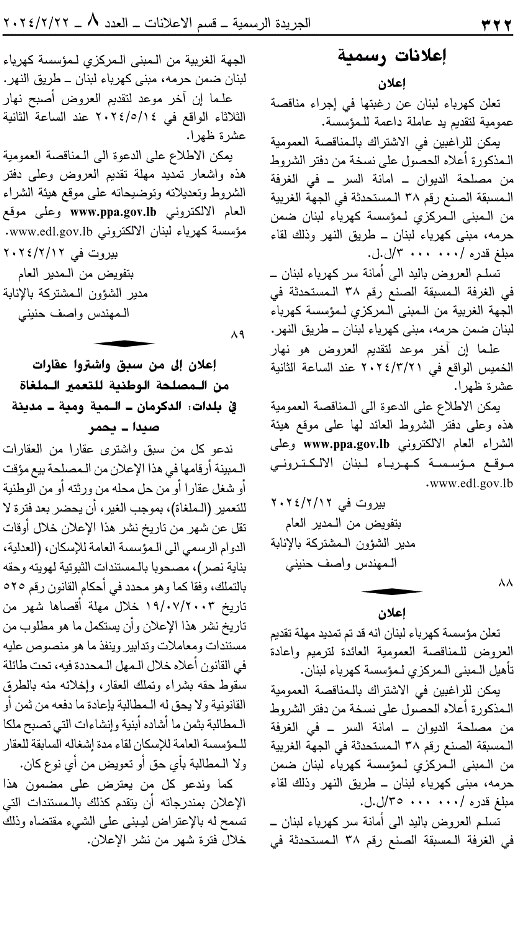 ٣٢٢
الجريدة الرسمية ـ قسم الاعلانات ـ العدد ٨ ـ ٢٠٢٤/٢/٢٢
إعلانات رسمية
إعلان
تعلن كهرباء لبنان عن رغبتها في إجراء مناقصة
عمومية لتقديم يد عاملة داعمة للمؤسسة.
يمكن للراغبين في الاشتراك بالمناقصة العمومية
المذكورة أعلاه الحصول على نسخة من دفتر الشروط
من مصلحة الديوان ـ امانة السر ـ في الغرفة
المسبقة الصنع رقم ٣٨ المستحدثة في الجهة الغربية
من المبنى المركزي لمؤسسة كهرباء لبنان ضمن
حرمه، مبنى كهرباء لبنان ـ طريق النهر وذلك لقاء
مبلغ قدره /٣ ٠٠٠ ٠٠٠/ل.ل.
تسلم العروض باليد الى أمانة سر كهرباء لبنان ـ
في الغرفة المسبقة الصنع رقم ٣٨ المستحدثة في
الجهة الغربية من المبنى المركزي لمؤسسة كهرباء
لبنان ضمن حرمه، مبنى كهرباء لبنان ـ طريق النهر.
علما إن آخر موعد لتقديم العروض هو نهار
الخميس الواقع في ٢٠٢٤/٣/٢١ عند الساعة الثانية
عشرة ظهرا.
يمكن الاطلاع على الدعوة الى المناقصة العمومية
هذه وعلى دفتر الشروط العائد لها على موقع هيئة
الشراء العام الالكتروني www.ppa.gov.lb وعلى
موقع مؤسسة كهرباء لبنان الالكتروني
www.edl.gov.lb.
بيروت في ٢٠٢٤/٢/١٢
بتفويض من المدير العام
مدير الشؤون المشتركة بالإنابة
المهندس واصف حنيني
٨٨
إعلان
تعلن مؤسسة كهرباء لبنان انه قد تم تمديد مهلة تقديم
العروض للمناقصة العمومية العائدة لترميم واعادة
تأهيل المبنى المركزي لمؤسسة كهرباء لبنان.
يمكن للراغبين في الاشتراك بالمناقصة العمومية
المذكورة أعلاه الحصول على نسخة من دفتر الشروط
من مصلحة الديوان ـ امانة السر ـ في الغرفة
المسبقة الصنع رقم ٣٨ المستحدثة في الجهة الغربية
من المبنى المركزي لمؤسسة كهرباء لبنان ضمن
حرمه، مبنى كهرباء لبنان ـ طريق النهر وذلك لقاء
مبلغ قدره /٣٥ ٠٠٠ ٠٠٠/ل.ل.
تسلم العروض باليد الى أمانة سر كهرباء لبنان ـ
في الغرفة المسبقة الصنع رقم ٣٨ المستحدثة في
الجهة الغربية من المبنى المركزي لمؤسسة كهرباء
لبنان ضمن حرمه، مبنى كهرباء لبنان ـ طريق النهر.
علما إن آخر موعد لتقديم العروض أصبح نهار
الثلاثاء الواقع في ٢٠٢٤/٥/١٤ عند الساعة الثانية
عشرة ظهرا.
يمكن الاطلاع على الدعوة الى المناقصة العمومية
هذه واشعار تمديد مهلة تقديم العروض وعلى دفتر
الشروط وتعديلاته وتوضيحاته على موقع هيئة الشراء
العام الالكتروني www.ppa.gov.lb وعلى موقع
مؤسسة كهرباء لبنان الالكتروني www.edl.gov.lb.
بيروت في ٢٠٢٤/٢/١٢
بتفويض من المدير العام
مدير الشؤون المشتركة بالإنابة
المهندس واصف حنيني
٨٩
إعلان إلى من سبق واشتروا عقارات
من المصلحة الوطنية للتعمير الملغاة
في بلدات: الدكرمان ـ المية ومية ـ مدينة
صيدا ـ يحمر
ندعو كل من سبق واشترى عقارا من العقارات
المبينة أرقامها في هذا الإعلان من المصلحة بيع مؤقت
أو شغل عقارا أو من حل محله من ورثته أو من الوطنية
للتعمير (الملغاة)، بموجب الغير، أن يحضر بعد فترة لا
تقل عن شهر من تاريخ نشر هذا الإعلان خلال أوقات
الدوام الرسمي الى المؤسسة العامة للإسكان، (العدلية،
بناية نصر)، مصحوبا بالمستندات الثبوتية لهويته وحقه
بالتملك، وفقا كما وهو محدد في أحكام القانون رقم ٥٢٥
تاريخ ١٩/٠٧/٢٠٠٣ خلال مهلة أقصاها شهر من
تاريخ نشر هذا الإعلان وأن يستكمل ما هو مطلوب من
مستندات ومعاملات وتدابير وينفذ ما هو منصوص عليه
في القانون أعلاه خلال المهل المحددة فيه، تحت طائلة
سقوط حقه بشراء وتملك العقار، وإخلائه منه بالطرق
القانونية ولا يحق له المطالبة بإعادة ما دفعه من ثمن أو
المطالبة بثمن ما أشاده أبنية وإنشاءات التي تصبح ملكا
للمؤسسة العامة للإسكان لقاء مدة إشغاله السابقة للعقار
ولا المطالبة بأي حق أو تعويض من أي نوع كان.
كما وندعو كل من يعترض على مضمون هذا
الإعلان بمندرجاته أن يتقدم كذلك بالمستندات التي
تسمح له بالإعتراض ليبنى على الشيء مقتضاه وذلك
خلال فترة شهر من نشر الإعلان.